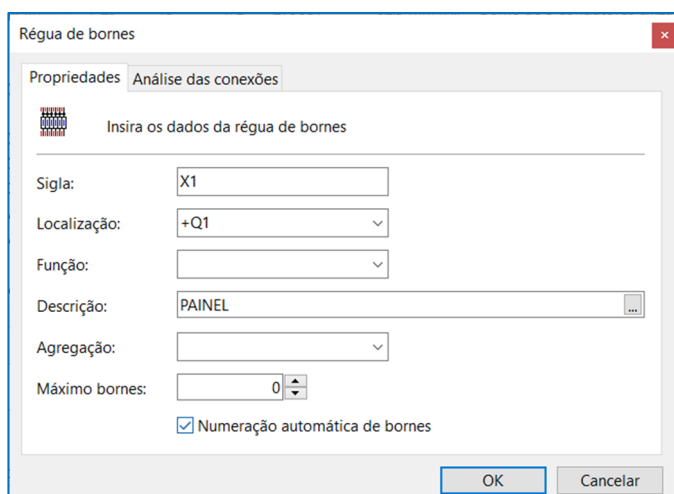 Régua de bornes
Propriedades
Análise das conexões
Insira os dados da régua de bornes
Sigla: X1
Localização: +Q1
Função:
Descrição: PAINEL ...
Agregação:
Máximo bornes: 0
Numeração automática de bornes
OK Cancelar